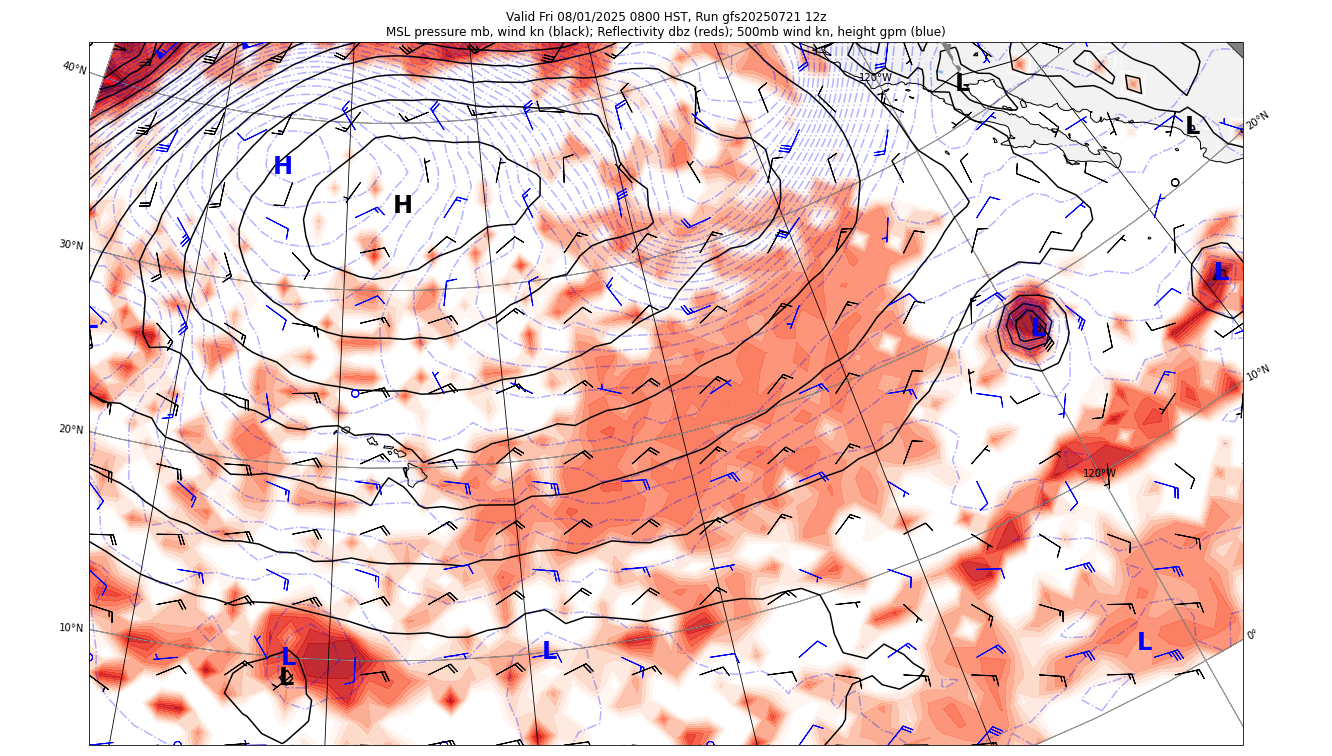 Valid Fri 08/01/2025 0800 HST, Run gfs20250721 12z
MSL pressure mb, wind kn (black); Reflectivity dbz (reds); 500mb wind kn, height gpm (blue)
40°N
120°W
L
L
20°N
H
H
30°N
L
L
10°N
20°N
120°W
10°N
0°
L
L
L
L